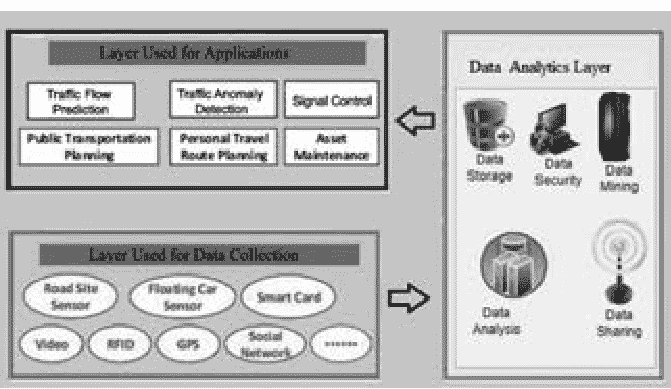 Layer Used for Applications
Traffic Flow
Prediction
Traffic Anomaly
Detection
Signal Control
Public Transportation
Planning
Personal Travel
Route Planning
Asset
Maintenance
Layer Used for Data Collection
Road Site
Sensor
Floating Car
Sensor
Smart Card
Video
RFID
GPS
Social
Network
......
Data Analytics Layer
Data
Storage
Data
Security
Data
Mining
Data
Analysis
Data
Sharing